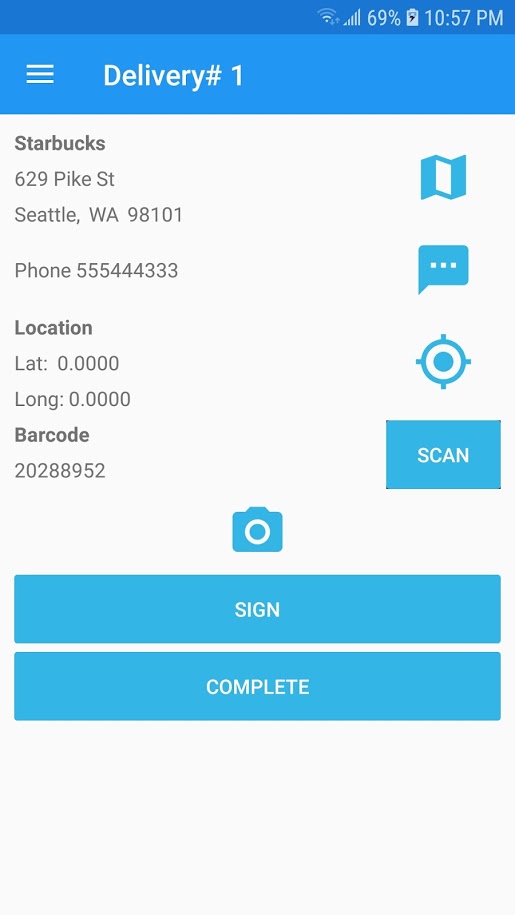 69% 10:57 PM
Delivery# 1
Starbucks
629 Pike St
Seattle, WA 98101
Phone 555444333
Location
Lat: 0.0000
Long: 0.0000
Barcode
20288952
SCAN
SIGN
COMPLETE